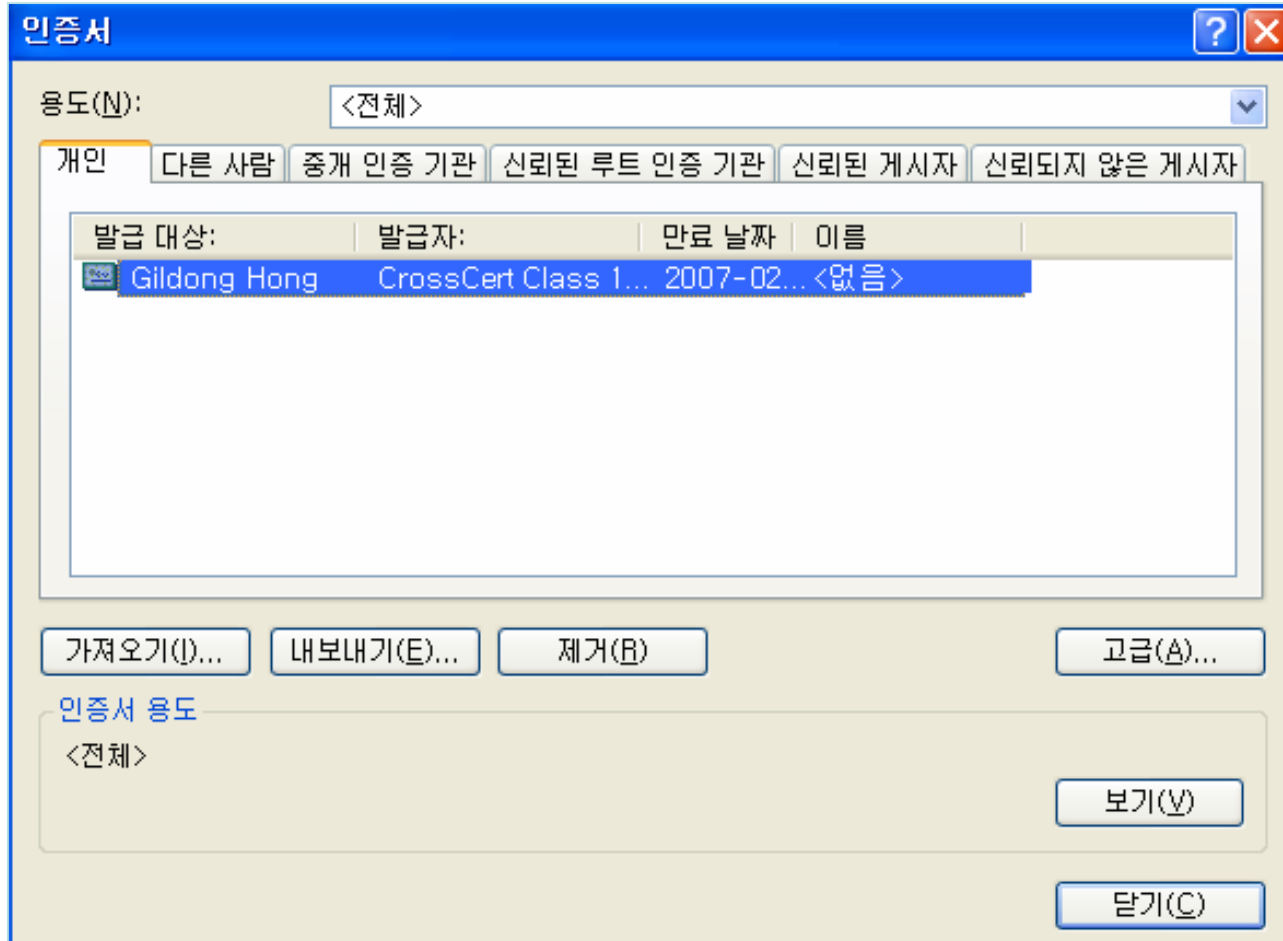 인증서
용도(N): <전체>
개인 다른 사람 중개 인증 기관 신뢰된 루트 인증 기관 신뢰된 게시자 신뢰되지 않은 게시자
발급 대상: 발급자: 만료 날짜 이름
Gildong Hong CrossCert Class 1... 2007-02... <없음>
가져오기(I)... 내보내기(E)... 제거(R) 고급(A)...
인증서 용도
<전체>
보기(V)
닫기(C)